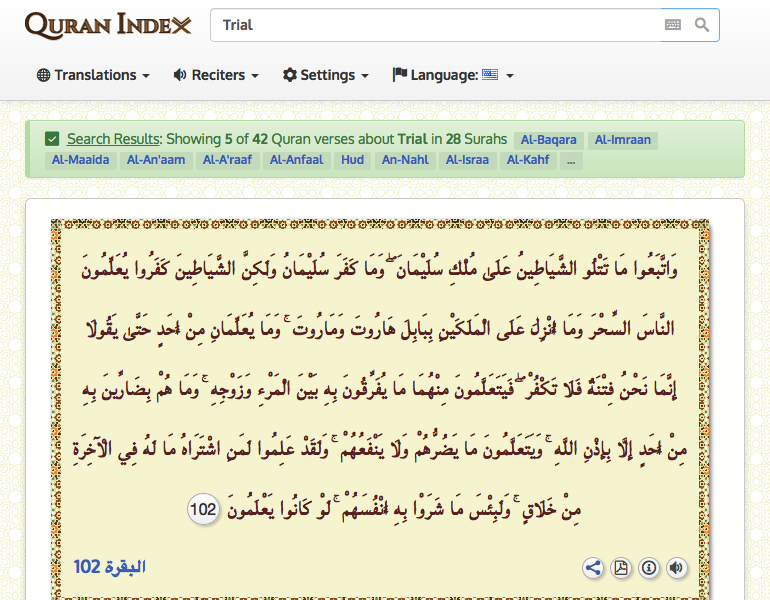 QURAN INDEX
Trial
Translations Reciters Settings Language:
Search Results: Showing 5 of 42 Quran verses about Trial in 28 Surahs Al-Baqara Al-Imraan
Al-Maaida Al-An'aam Al-A'raaf Al-Anfaal Hud An-Nahl Al-Israa Al-Kahf ...
وَاتَّبَعُوا مَا تَتْلُو الشَّيَاطِينُ عَلَىٰ مُلْكِ سُلَيْمَانَ ۖ وَمَا كَفَرَ سُلَيْمَانُ وَلَٰكِنَّ الشَّيَاطِينَ كَفَرُوا يُعَلِّمُونَ
النَّاسَ السِّحْرَ وَمَا أُنْزِلَ عَلَى الْمَلَكَيْنِ بِبَابِلَ هَارُوتَ وَمَارُوتَ ۚ وَمَا يُعَلِّمَانِ مِنْ أَحَدٍ حَتَّىٰ يَقُولَا
إِنَّمَا نَحْنُ فِتْنَةٌ فَلَا تَكْفُرْ ۖ فَيَتَعَلَّمُونَ مِنْهُمَا مَا يُفَرِّقُونَ بِهِ بَيْنَ الْمَرْءِ وَزَوْجِهِ ۚ وَمَا هُمْ بِضَارِّينَ بِهِ
مِنْ أَحَدٍ إِلَّا بِإِذْنِ اللَّهِ ۚ وَيَتَعَلَّمُونَ مَا يَضُرُّهُمْ وَلَا يَنْفَعُهُمْ ۚ وَلَقَدْ عَلِمُوا لَمَنِ اشْتَرَاهُ مَا لَهُ فِي الْآخِرَةِ
مِنْ خَلَاقٍ ۚ وَلَبِئْسَ مَا شَرَوْا بِهِ أَنْفُسَهُمْ ۚ لَوْ كَانُوا يَعْلَمُونَ 102
البقرة 102